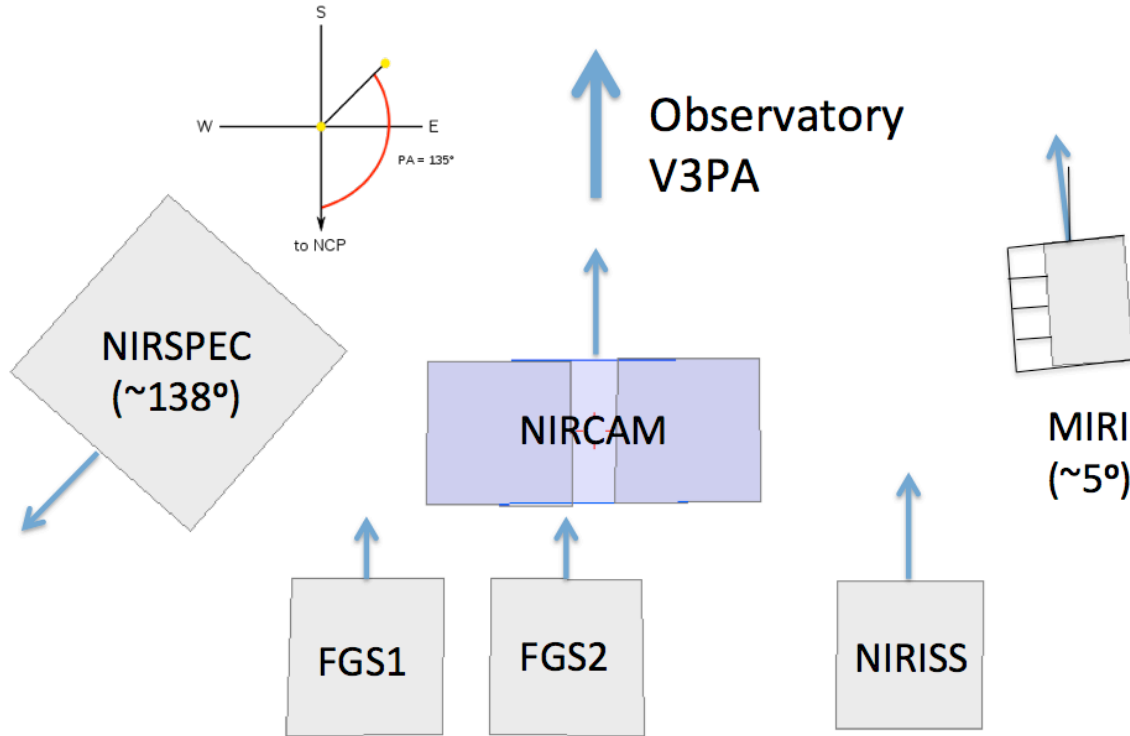 S
W
E
PA = 135°
to NCP
Observatory
V3PA
NIRSPEC
(~138º)
NIRCAM
MIRI
(~5º)
FGS1
FGS2
NIRISS